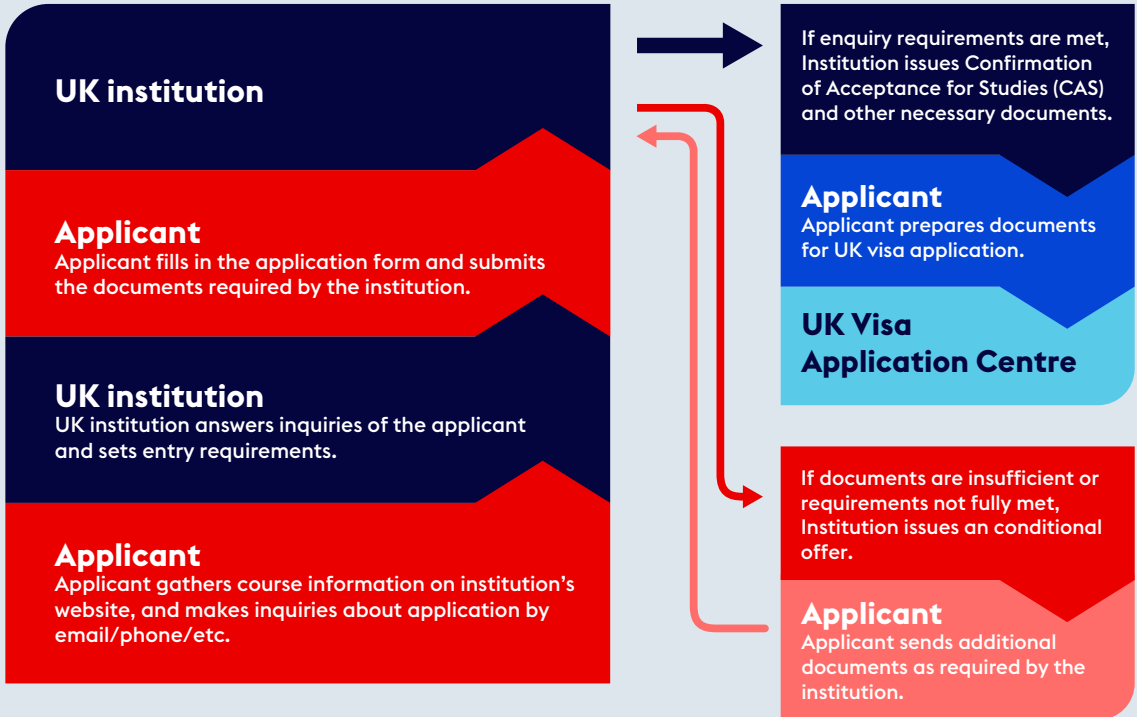 UK institution
Applicant
Applicant fills in the application form and submits
the documents required by the institution.
UK institution
UK institution answers inquiries of the applicant
and sets entry requirements.
Applicant
Applicant gathers course information on institution's
website, and makes inquiries about application by
email/phone/etc.
If enquiry requirements are met,
Institution issues Confirmation
of Acceptance for Studies (CAS)
and other necessary documents.
Applicant
Applicant prepares documents
for UK visa application.
UK Visa
Application Centre
If documents are insufficient or
requirements not fully met,
Institution issues an conditional
offer.
Applicant
Applicant sends additional
documents as required by the
institution.